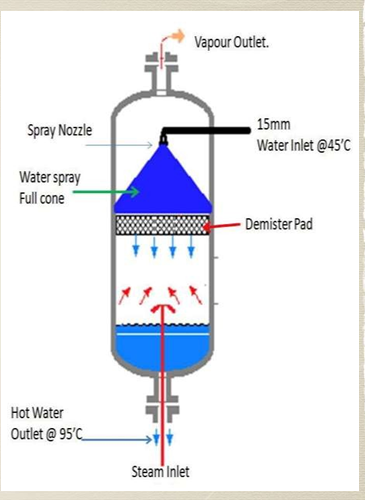 Vapour Outlet.
Spray Nozzle
15mm
Water Inlet @45'C
Water spray
Full cone
Demister Pad
Hot Water
Outlet @ 95'C
Steam Inlet